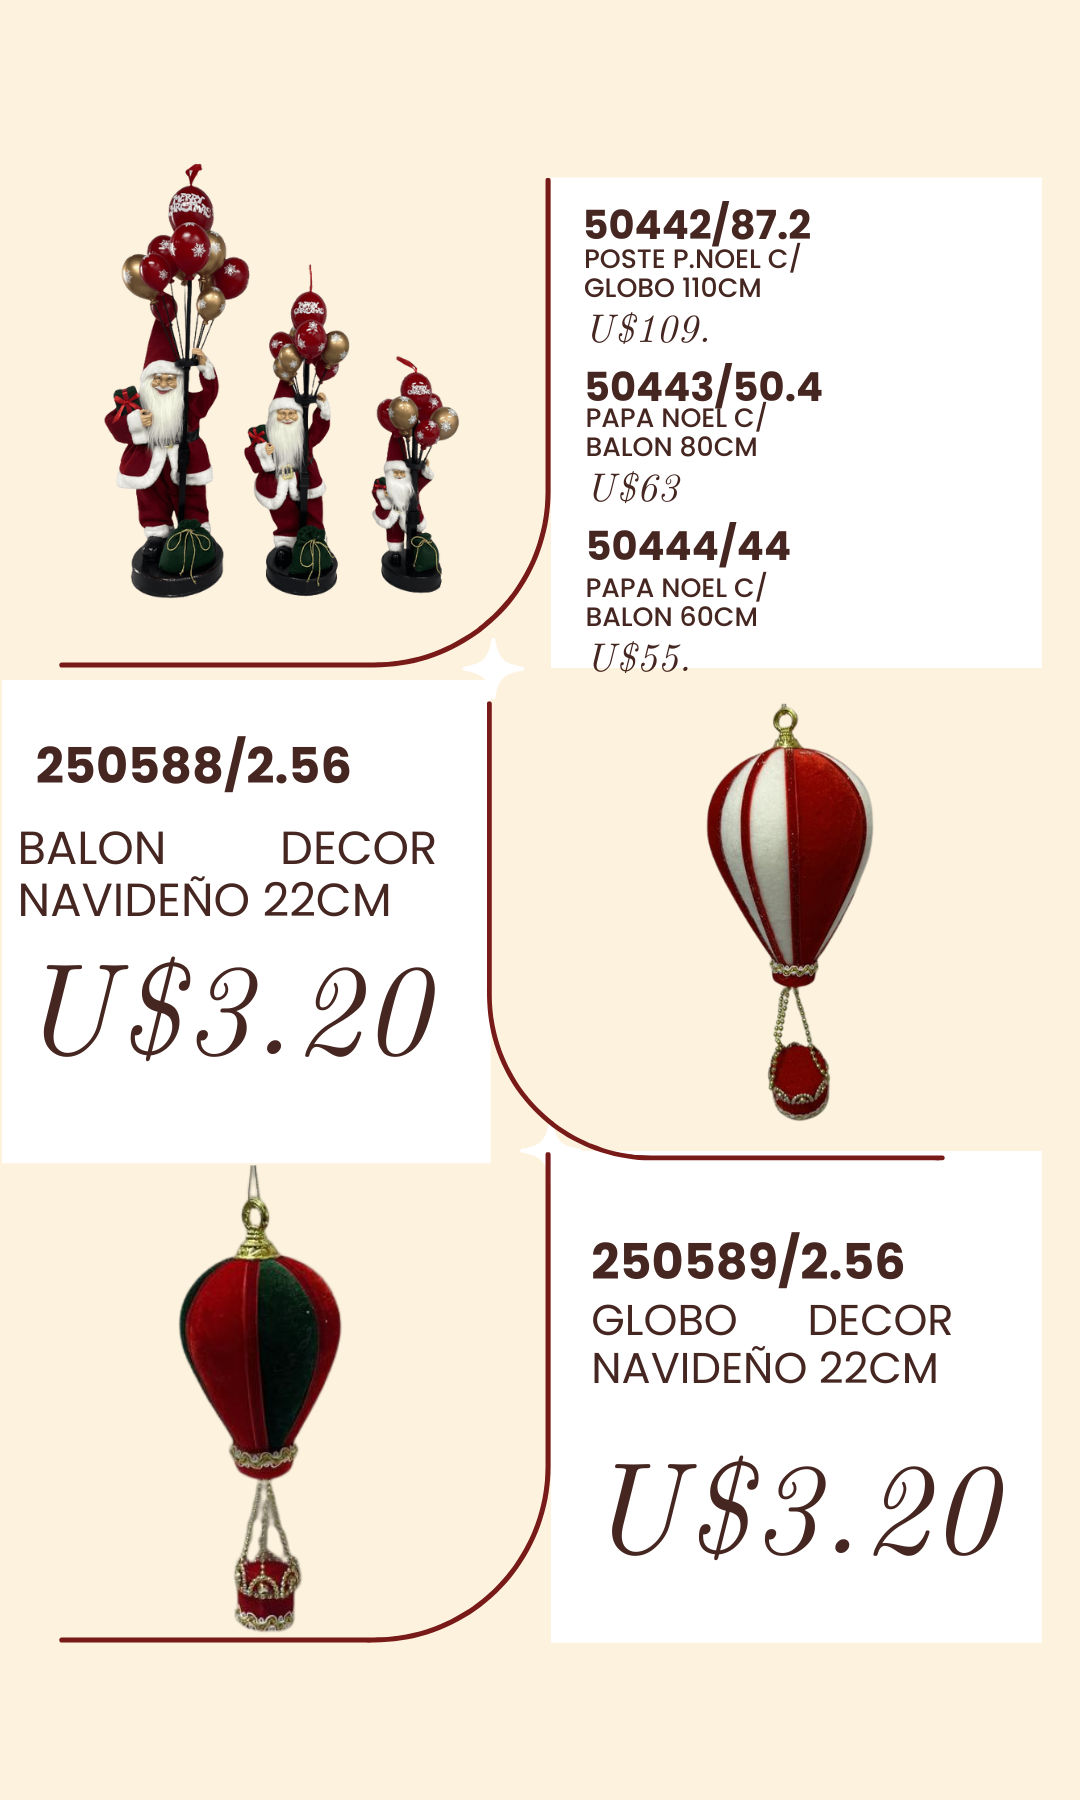 MERRY
CHRISTMAS
50442/87.2
POSTE P.NOEL C/
GLOBO 110CM
U$109.
50443/50.4
PAPA NOEL C/
BALON 80CM
U$63
50444/44
PAPA NOEL C/
BALON 60CM
U$55.
250588/2.56
BALON DECOR
NAVIDEÑO 22CM
U$3.20
250589/2.56
GLOBO DECOR
NAVIDEÑO 22CM
U$3.20